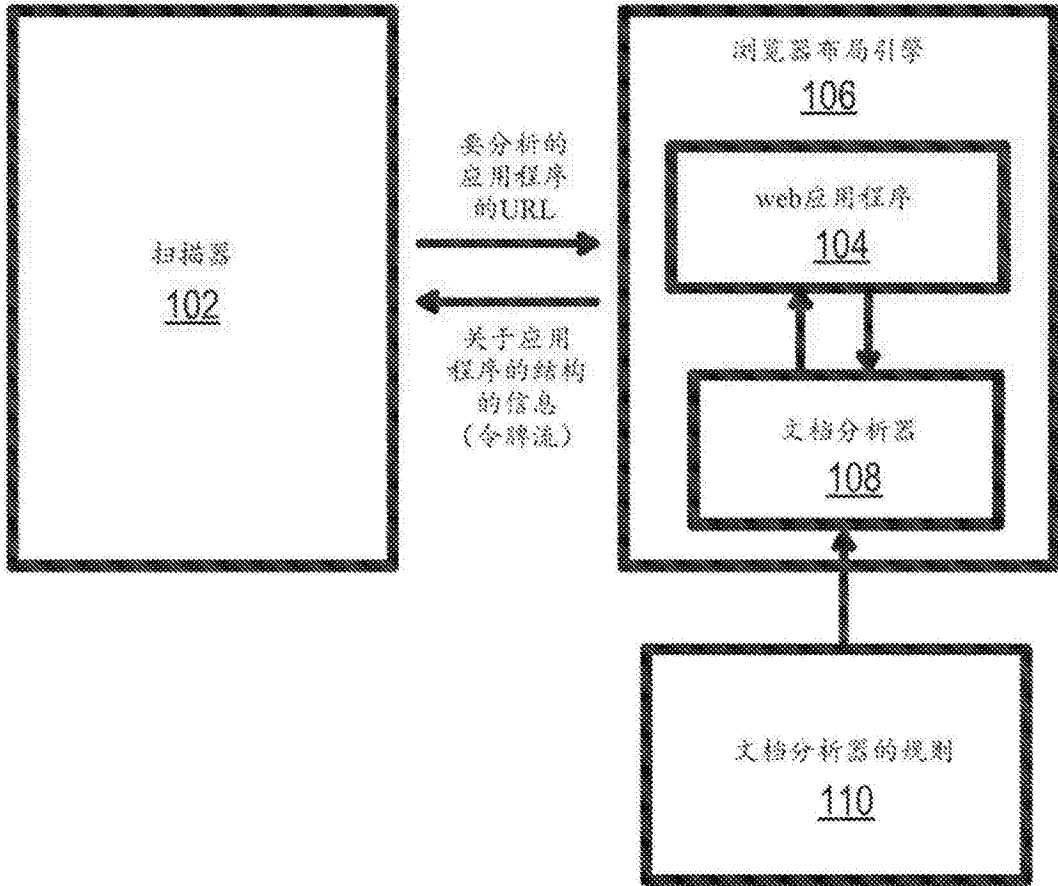 扫描器
102
要分析的
应用程序
的URL
关于应用
程序的结构
的信息
(令牌流)
浏览器布局引擎
106
web应用程序
104
文档分析器
108
文档分析器的规则
110